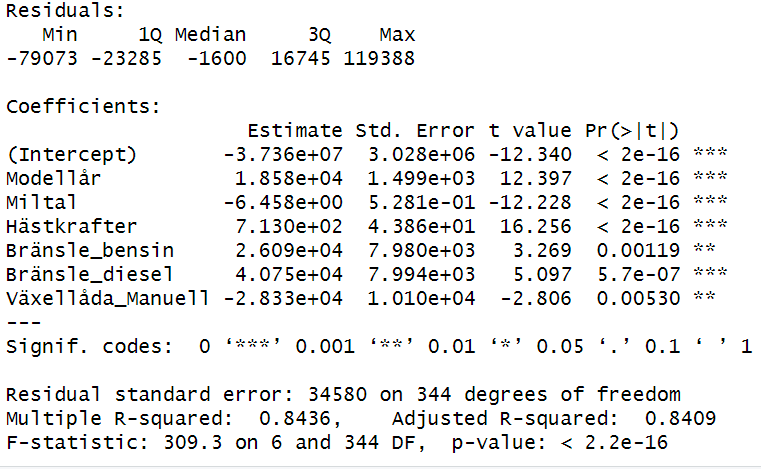 Residuals:
   Min     1Q Median     3Q    Max
-79073 -23285  -1600  16745 119388
Coefficients:
                    Estimate Std. Error t value Pr(>|t|)
(Intercept)       -3.736e+07  3.028e+06 -12.340  < 2e-16 ***
Modellår           1.858e+04  1.499e+03  12.397  < 2e-16 ***
Miltal            -6.458e+00  5.281e-01 -12.228  < 2e-16 ***
Hästkrafter        7.130e+02  4.386e+01  16.256  < 2e-16 ***
Bränsle_bensin     2.609e+04  7.980e+03   3.269  0.00119 **
Bränsle_diesel     4.075e+04  7.994e+03   5.097  5.7e-07 ***
Växellåda_Manuell -2.833e+04  1.010e+04  -2.806  0.00530 **
---
Signif. codes:  0 ‘***’ 0.001 ‘**’ 0.01 ‘*’ 0.05 ‘.’ 0.1 ‘ ’ 1
Residual standard error: 34580 on 344 degrees of freedom
Multiple R-squared:  0.8436,    Adjusted R-squared:  0.8409
F-statistic: 309.3 on 6 and 344 DF,  p-value: < 2.2e-16